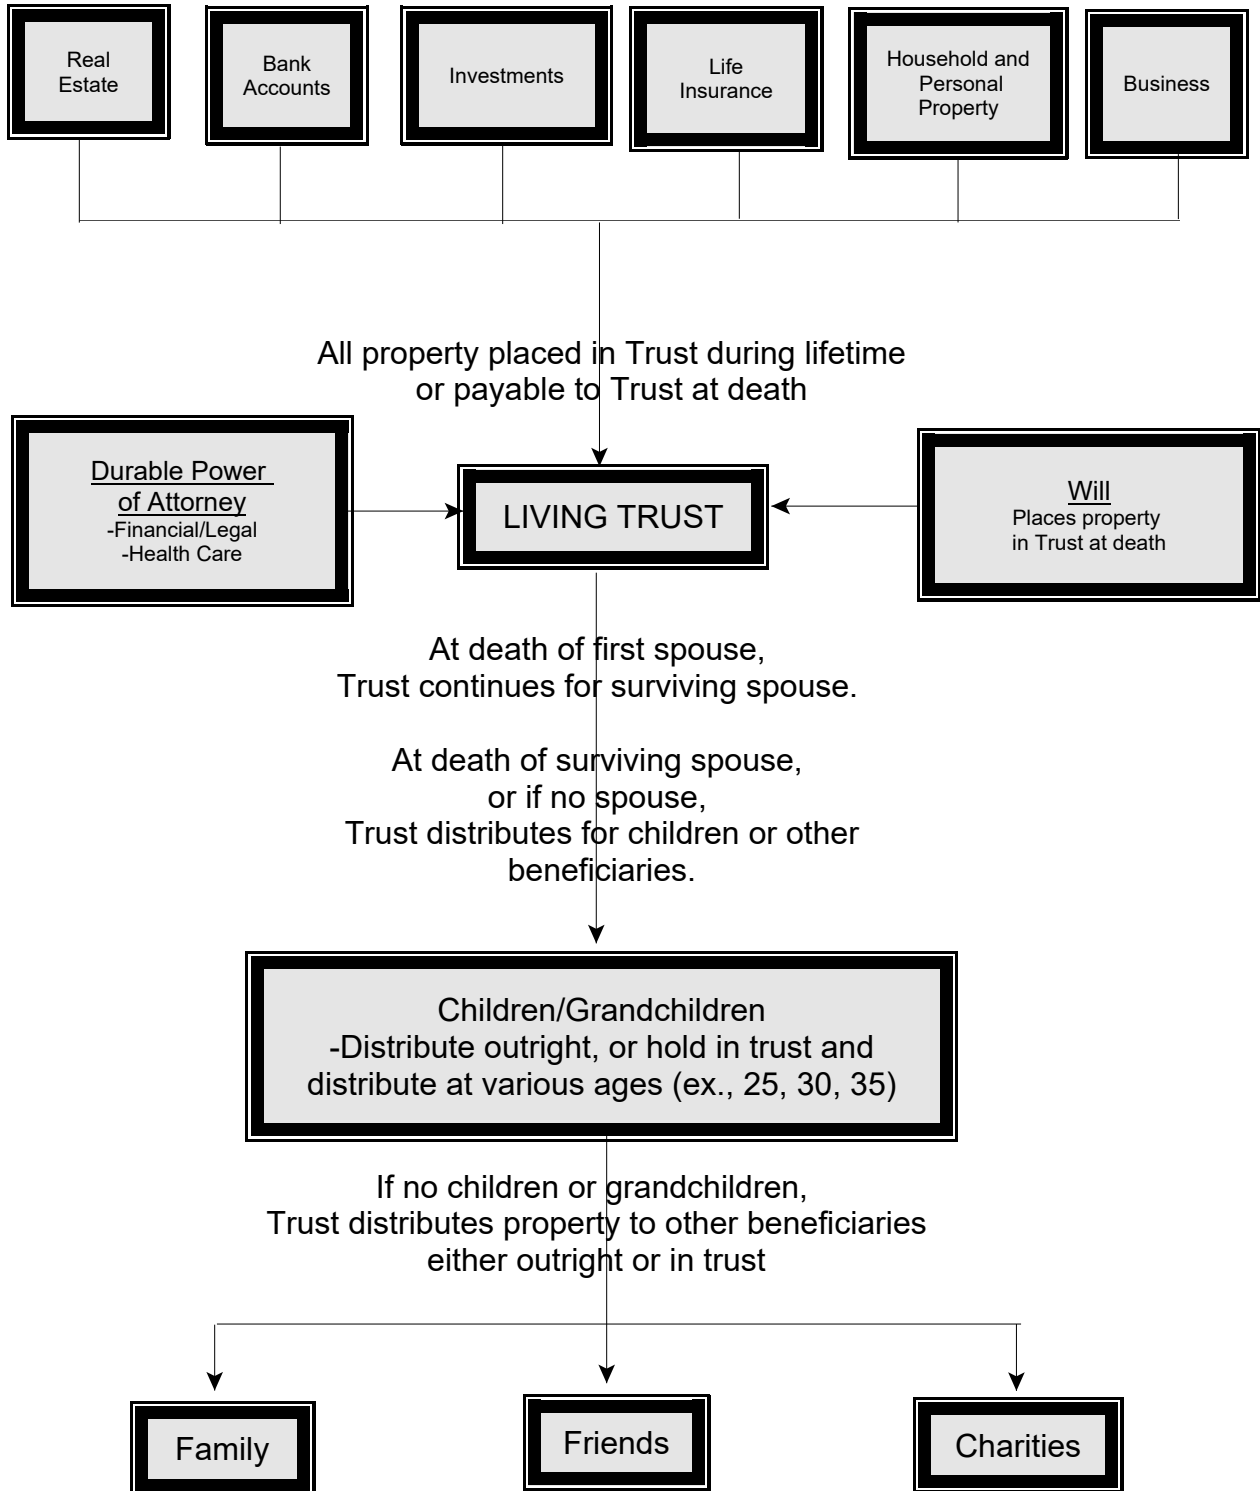 Real
Estate
Bank
Accounts
Investments
Life
Insurance
Household and
Personal
Property
Business
All property placed in Trust during lifetime
or payable to Trust at death
Durable Power
of Attorney
-Financial/Legal
-Health Care
LIVING TRUST
Will
Places property
in Trust at death
At death of first spouse,
Trust continues for surviving spouse.
At death of surviving spouse,
or if no spouse,
Trust distributes for children or other
beneficiaries.
Children/Grandchildren
-Distribute outright, or hold in trust and
distribute at various ages (ex., 25, 30, 35)
If no children or grandchildren,
Trust distributes property to other beneficiaries
either outright or in trust
Family
Friends
Charities